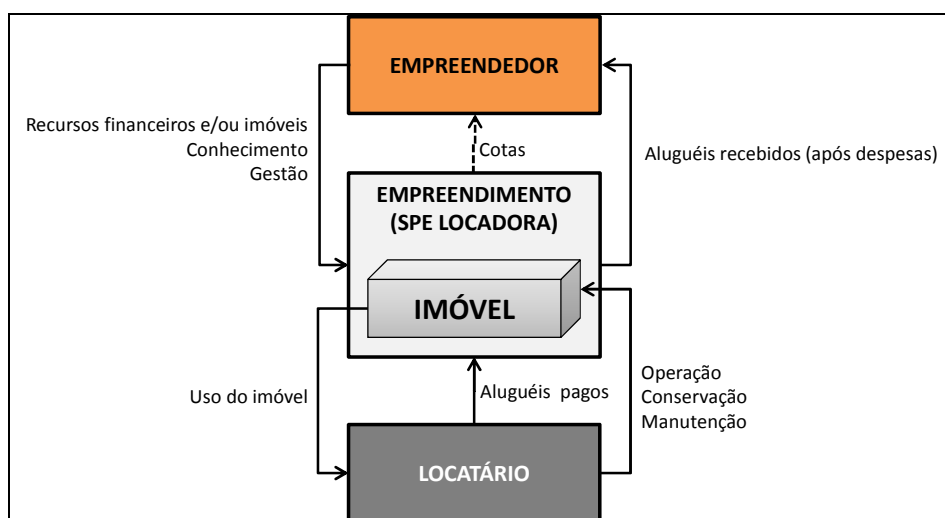 EMPREENDEDOR
Recursos financeiros e/ou imóveis
Conhecimento
Gestão
Cotas
Aluguéis recebidos (após despesas)
EMPREENDIMENTO
(SPE LOCADORA)
IMÓVEL
Uso do imóvel
Aluguéis pagos
Operação
Conservação
Manutenção
LOCATÁRIO